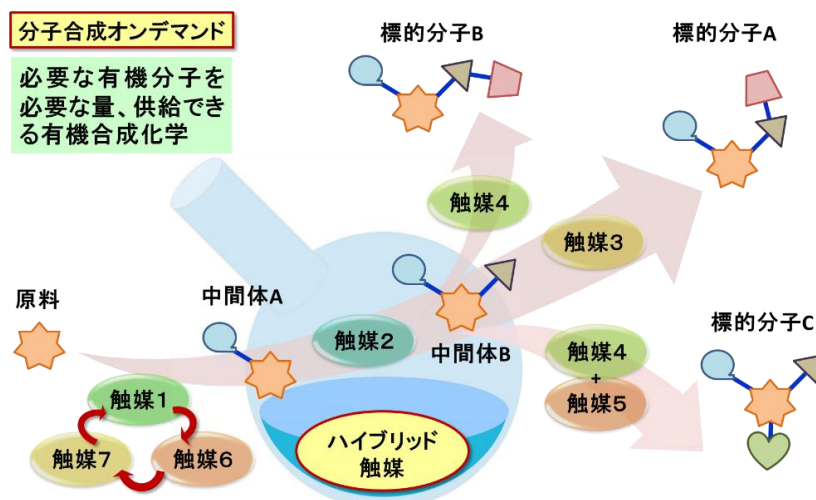 分子合成オンデマンド
必要な有機分子を
必要な量、供給でき
る有機合成化学
標的分子B
標的分子A
触媒4
触媒3
原料
中間体A
触媒2
中間体B
標的分子C
触媒4
+
触媒5
触媒1
触媒7
触媒6
ハイブリッド
触媒